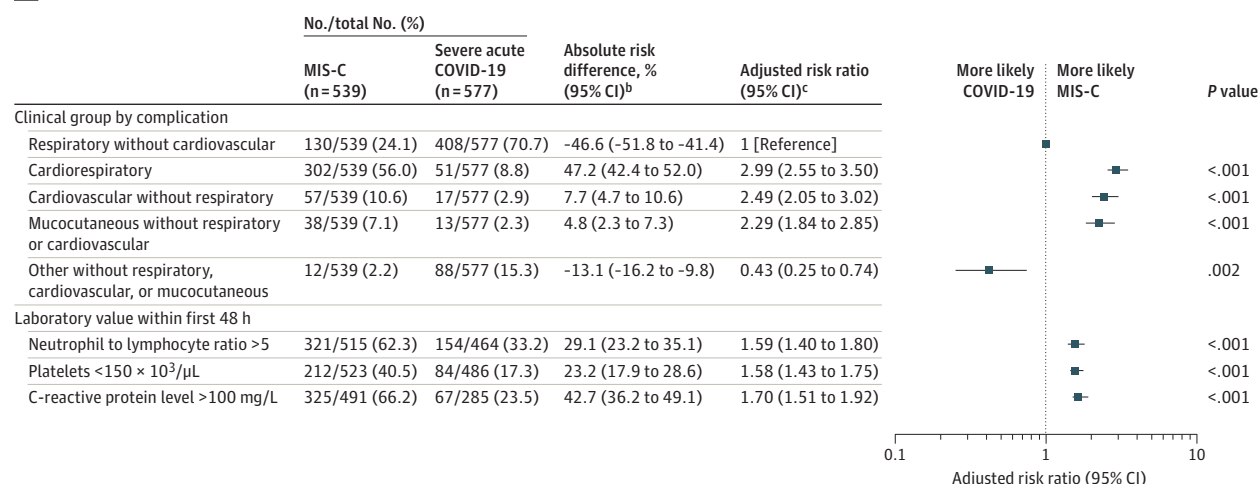 No./total No. (%)
MIS-C (n = 539) Severe acute COVID-19 (n = 577) Absolute risk difference, % (95% CI)b Adjusted risk ratio (95% CI)c More likely COVID-19 More likely MIS-C P value
Clinical group by complication
Respiratory without cardiovascular 130/539 (24.1) 408/577 (70.7) -46.6 (-51.8 to -41.4) 1 [Reference]
Cardiorespiratory 302/539 (56.0) 51/577 (8.8) 47.2 (42.4 to 52.0) 2.99 (2.55 to 3.50) <.001
Cardiovascular without respiratory 57/539 (10.6) 17/577 (2.9) 7.7 (4.7 to 10.6) 2.49 (2.05 to 3.02) <.001
Mucocutaneous without respiratory 38/539 (7.1) 13/577 (2.3) 4.8 (2.3 to 7.3) 2.29 (1.84 to 2.85) <.001
or cardiovascular
Other without respiratory, 12/539 (2.2) 88/577 (15.3) -13.1 (-16.2 to -9.8) 0.43 (0.25 to 0.74) .002
cardiovascular, or mucocutaneous
Laboratory value within first 48 h
Neutrophil to lymphocyte ratio >5 321/515 (62.3) 154/464 (33.2) 29.1 (23.2 to 35.1) 1.59 (1.40 to 1.80) <.001
Platelets <150 × 10³/µL 212/523 (40.5) 84/486 (17.3) 23.2 (17.9 to 28.6) 1.58 (1.43 to 1.75) <.001
C-reactive protein level >100 mg/L 325/491 (66.2) 67/285 (23.5) 42.7 (36.2 to 49.1) 1.70 (1.51 to 1.92) <.001
0.1 1 10
Adjusted risk ratio (95% CI)